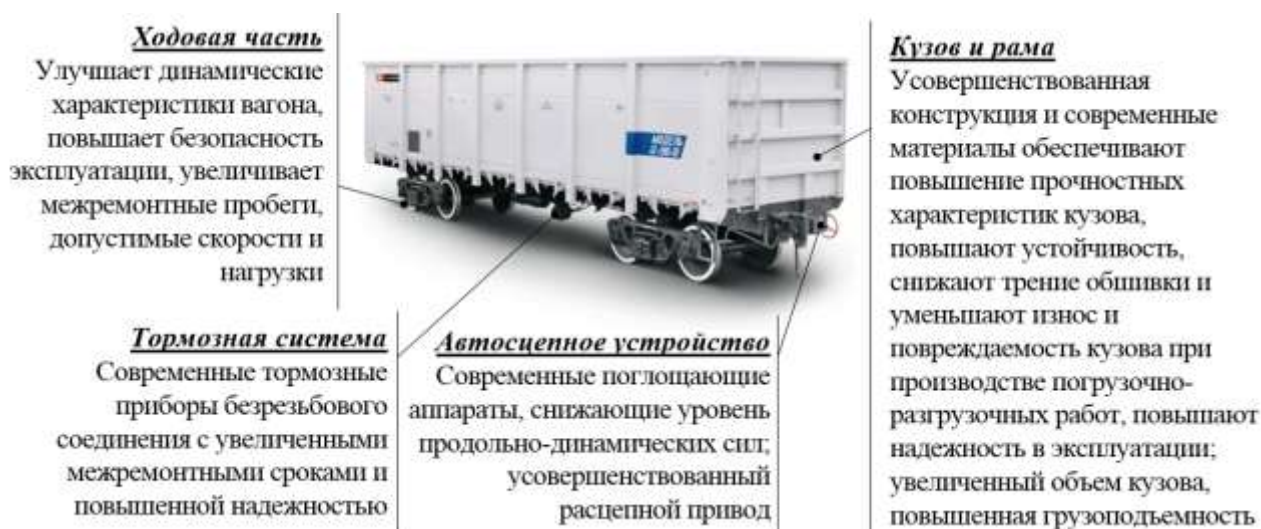 Ходовая часть
Улучшает динамические
характеристики вагона,
повышает безопасность
эксплуатации, увеличивает
межремонтные пробеги,
допустимые скорости и
нагрузки
Тормозная система
Современные тормозные
приборы безрезьбового
соединения с увеличенными
межремонтными сроками и
повышенной надежностью
Автосцепное устройство
Современные поглощающие
аппараты, снижающие уровень
продольно-динамических сил;
усовершенствованный
расцепной привод
Кузов и рама
Усовершенствованная
конструкция и современные
материалы обеспечивают
повышение прочностных
характеристик кузова,
повышают устойчивость,
снижают трение обшивки и
уменьшают износ и
повреждаемость кузова при
производстве погрузочно-
разгрузочных работ, повышают
надежность в эксплуатации;
увеличенный объем кузова,
повышенная грузоподъемность